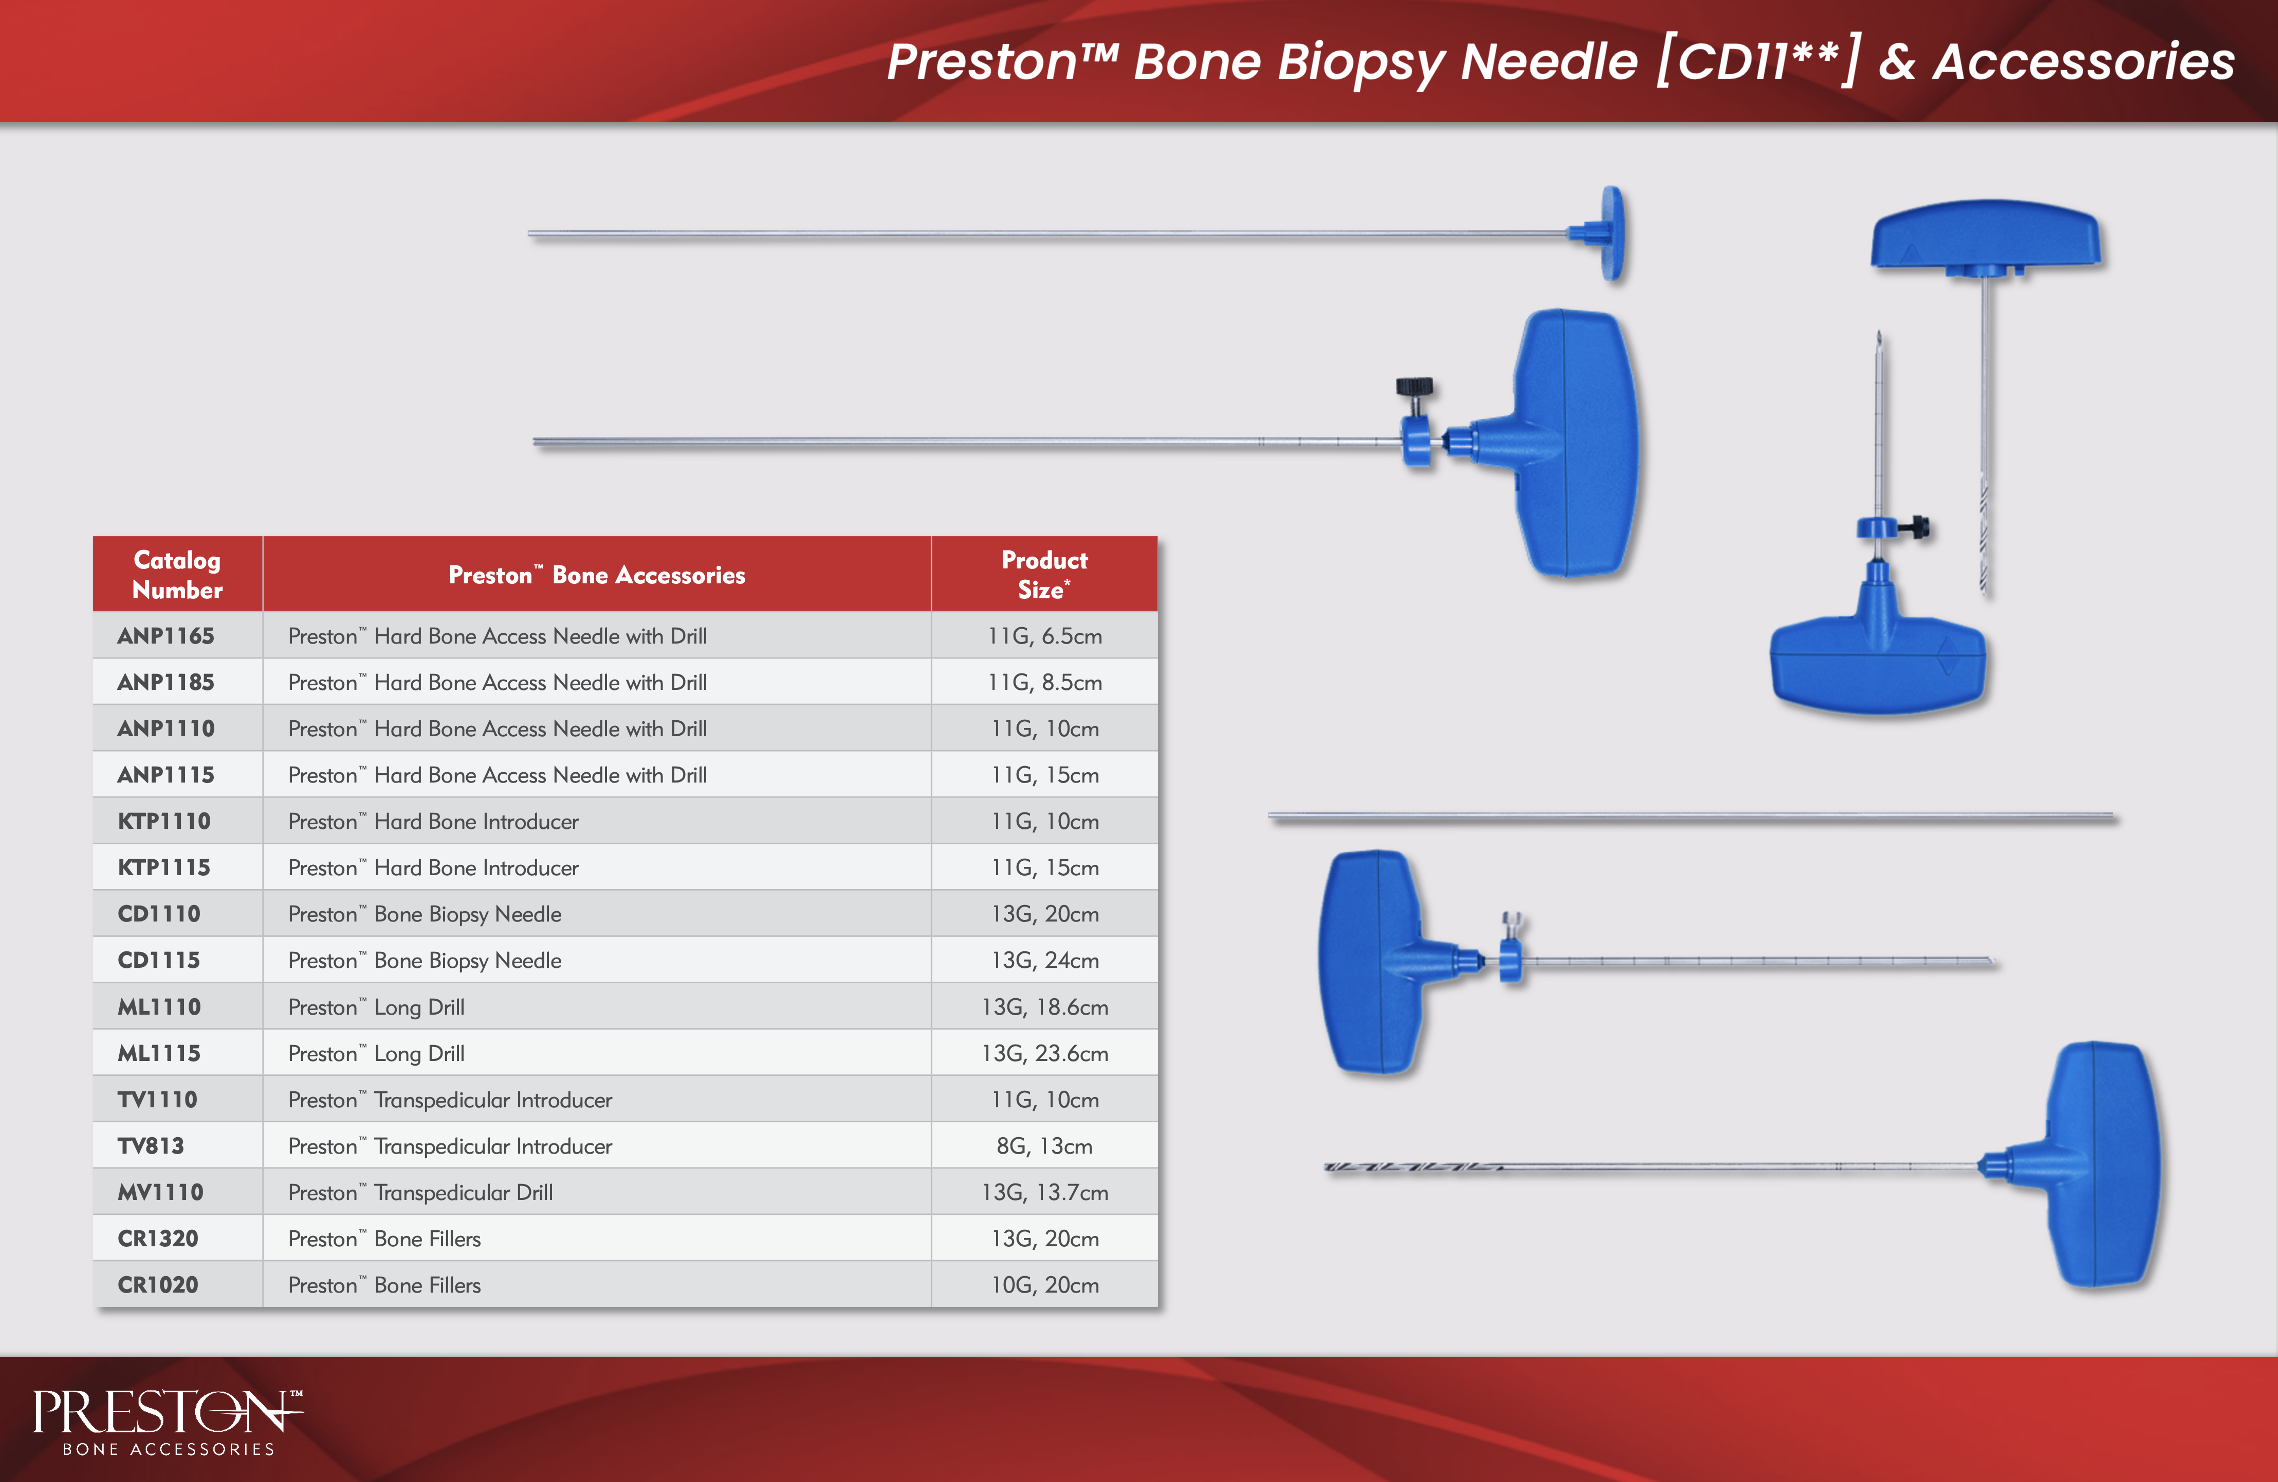 Preston™ Bone Biopsy Needle [CD11**] & Accessories
Catalog Number | Preston™ Bone Accessories | Product Size*
ANP1165 | Preston™ Hard Bone Access Needle with Drill | 11G, 6.5cm
ANP1185 | Preston™ Hard Bone Access Needle with Drill | 11G, 8.5cm
ANP1110 | Preston™ Hard Bone Access Needle with Drill | 11G, 10cm
ANP1115 | Preston™ Hard Bone Access Needle with Drill | 11G, 15cm
KTP1110 | Preston™ Hard Bone Introducer | 11G, 10cm
KTP1115 | Preston™ Hard Bone Introducer | 11G, 15cm
CD1110 | Preston™ Bone Biopsy Needle | 13G, 20cm
CD1115 | Preston™ Bone Biopsy Needle | 13G, 24cm
ML1110 | Preston™ Long Drill | 13G, 18.6cm
ML1115 | Preston™ Long Drill | 13G, 23.6cm
TV1110 | Preston™ Transpedicular Introducer | 11G, 10cm
TV813 | Preston™ Transpedicular Introducer | 8G, 13cm
MV1110 | Preston™ Transpedicular Drill | 13G, 13.7cm
CR1320 | Preston™ Bone Fillers | 13G, 20cm
CR1020 | Preston™ Bone Fillers | 10G, 20cm
PRESTON™
BONE ACCESSORIES